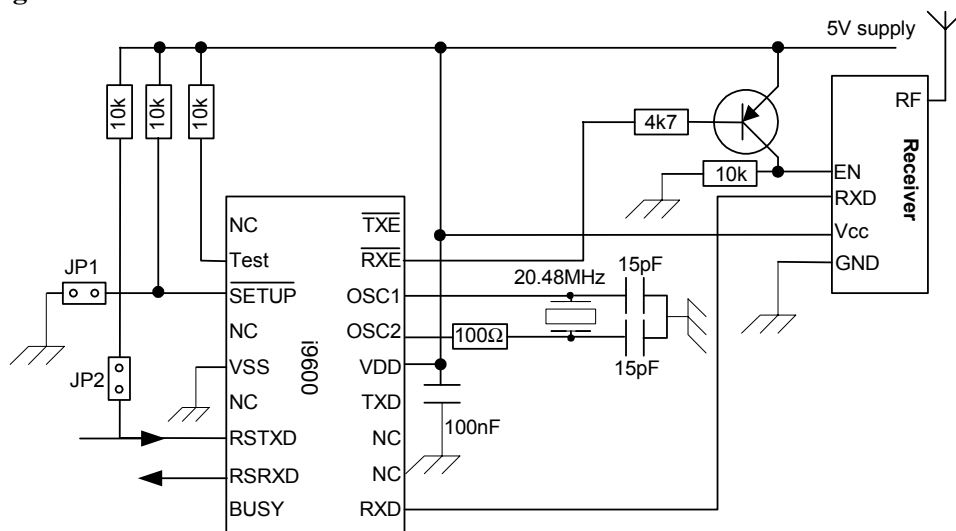 5V supply
RF
Receiver
EN
RXD
Vcc
GND
10k
10k
10k
4k7
10k
JP1
JP2
i9600
NC
Test
SETUP
NC
VSS
NC
RSTXD
RSRXD
BUSY
TXE
RXE
OSC1
OSC2
VDD
TXD
NC
NC
RXD
20.48MHz
15pF
100Ω
15pF
100nF